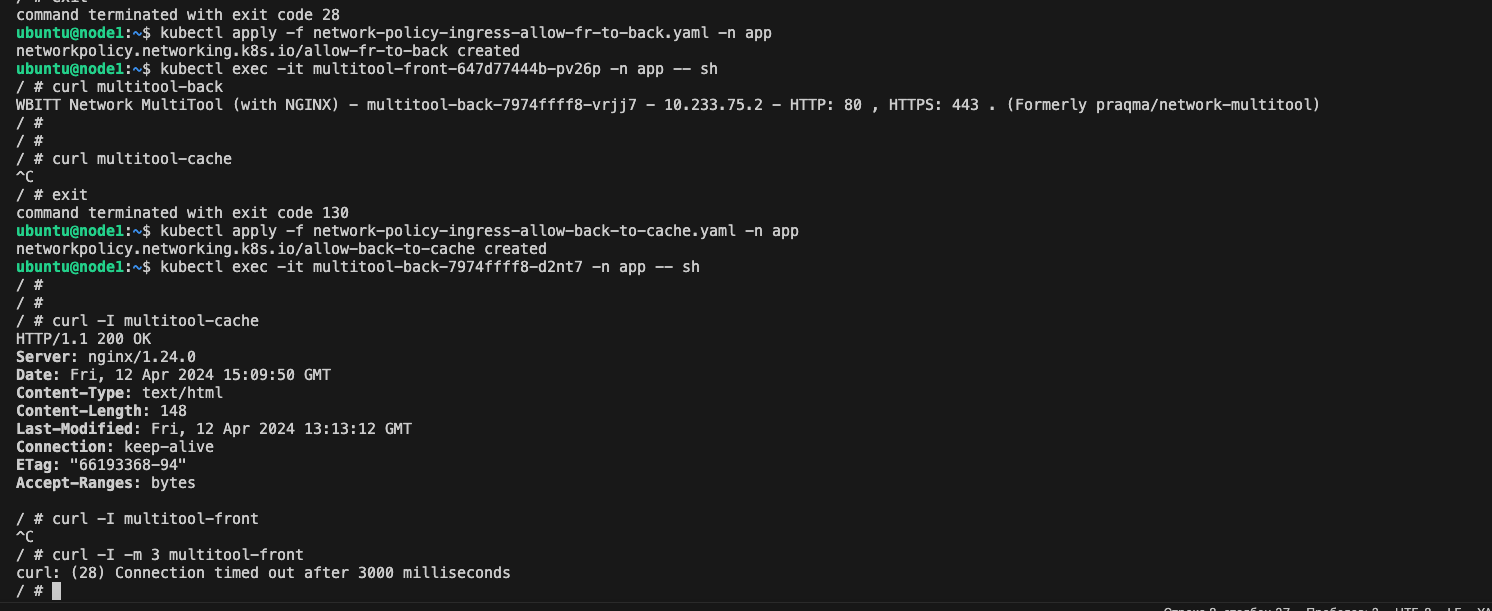 / # exit
command terminated with exit code 28
ubuntu@node1:~$ kubectl apply -f network-policy-ingress-allow-fr-to-back.yaml -n app
networkpolicy.networking.k8s.io/allow-fr-to-back created
ubuntu@node1:~$ kubectl exec -it multitool-front-647d77444b-pv26p -n app -- sh
/ # curl multitool-back
WBITT Network MultiTool (with NGINX) - multitool-back-7974ffff8-vrjj7 - 10.233.75.2 - HTTP: 80 , HTTPS: 443 . (Formerly praqma/network-multitool)
/ #
/ #
/ # curl multitool-cache
^C
/ # exit
command terminated with exit code 130
ubuntu@node1:~$ kubectl apply -f network-policy-ingress-allow-back-to-cache.yaml -n app
networkpolicy.networking.k8s.io/allow-back-to-cache created
ubuntu@node1:~$ kubectl exec -it multitool-back-7974ffff8-d2nt7 -n app -- sh
/ #
/ #
/ # curl -I multitool-cache
HTTP/1.1 200 OK
Server: nginx/1.24.0
Date: Fri, 12 Apr 2024 15:09:50 GMT
Content-Type: text/html
Content-Length: 148
Last-Modified: Fri, 12 Apr 2024 13:13:12 GMT
Connection: keep-alive
ETag: "66193368-94"
Accept-Ranges: bytes
/ # curl -I multitool-front
^C
/ # curl -I -m 3 multitool-front
curl: (28) Connection timed out after 3000 milliseconds
/ #